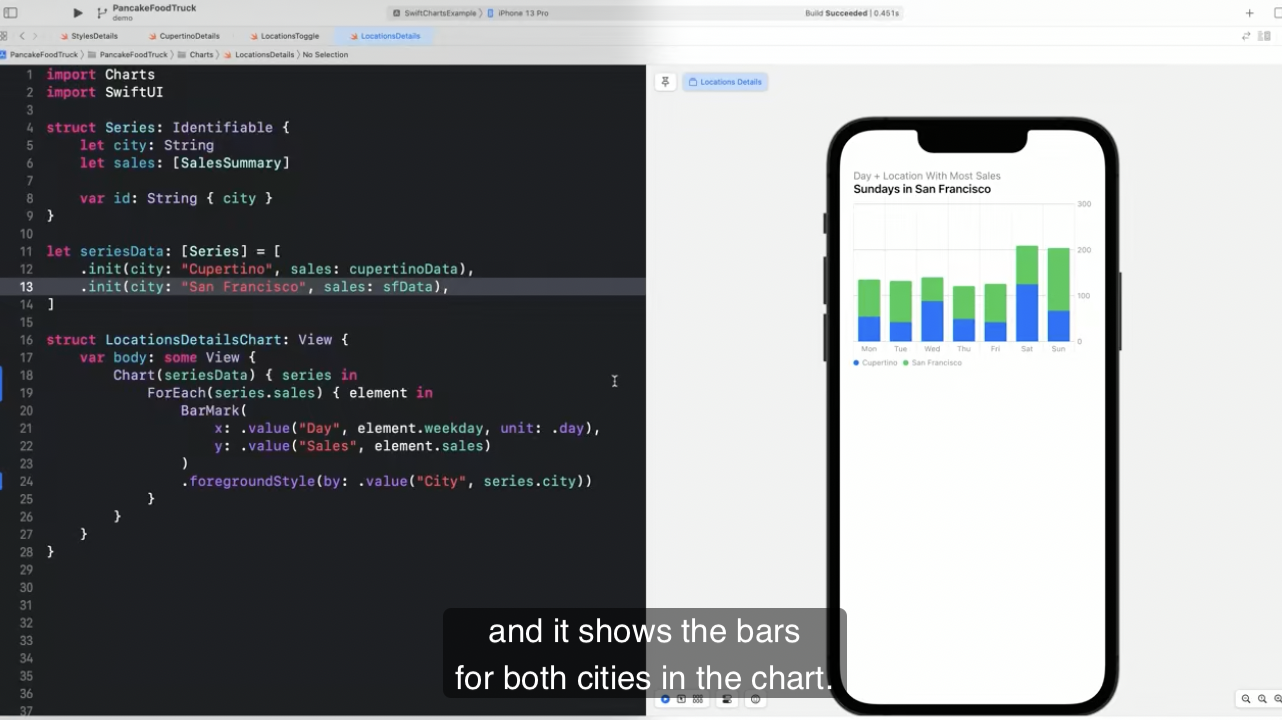 PancakeFoodTruck
demo
SwiftChartsExample 〉 iPhone 13 Pro
Build Succeeded | 0.451s
StylesDetails
CupertinoDetails
LocationsToggle
LocationsDetails
PancakeFoodTruck 〉 PancakeFoodTruck 〉 Charts 〉 LocationsDetails 〉 No Selection
1 import Charts
2 import SwiftUI
3
4 struct Series: Identifiable {
5 let city: String
6 let sales: [SalesSummary]
7
8 var id: String { city }
9 }
10
11 let seriesData: [Series] = [
12 .init(city: "Cupertino", sales: cupertinoData),
13 .init(city: "San Francisco", sales: sfData),
14 ]
15
16 struct LocationsDetailsChart: View {
17 var body: some View {
18 Chart(seriesData) { series in
19 ForEach(series.sales) { element in
20 BarMark(
21 x: .value("Day", element.weekday, unit: .day),
22 y: .value("Sales", element.sales)
23 )
24 .foregroundStyle(by: .value("City", series.city))
25 }
26 }
27 }
28 }
29
30
31
32
33
34
35
36
37
Locations Details
Day + Location With Most Sales
Sundays in San Francisco
300
200
100
0
Mon Tue Wed Thu Fri Sat Sun
Cupertino San Francisco
and it shows the bars
for both cities in the chart.